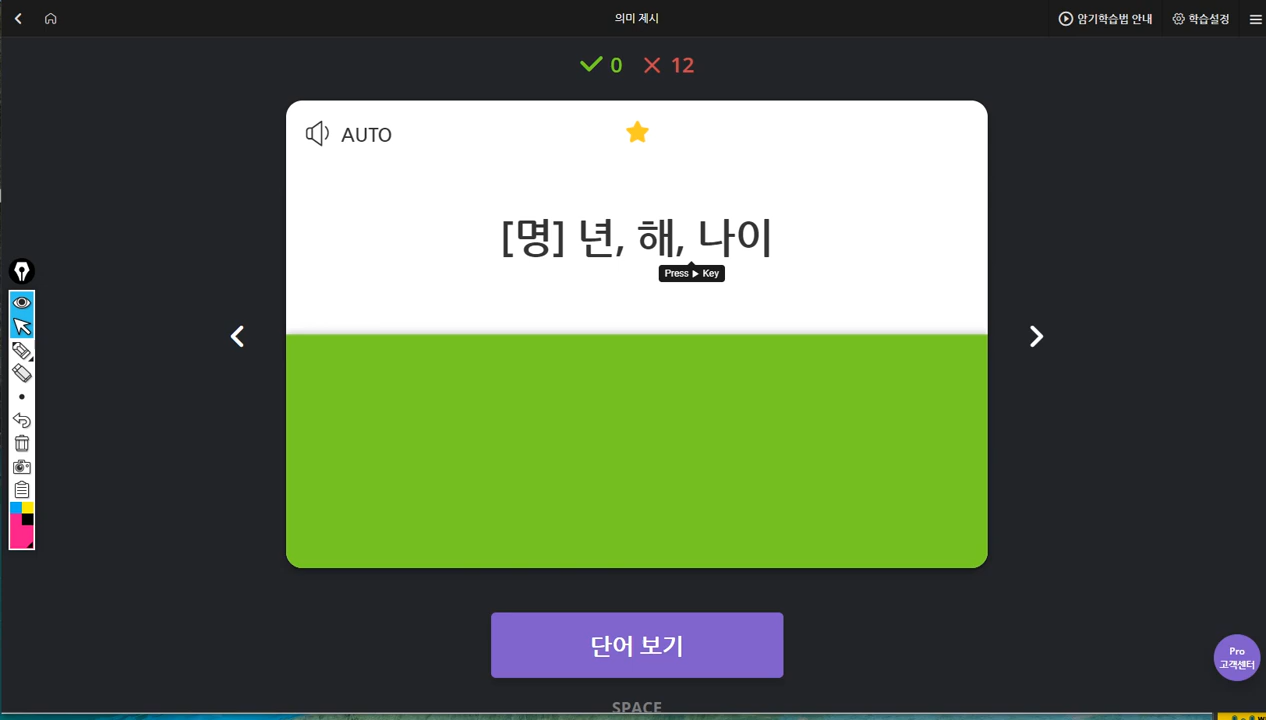 의미 제시
암기학습법 안내
학습설정
0
12
AUTO
[명] 년, 해, 나이
Press ▶ Key
단어 보기
SPACE
Pro
고객센터